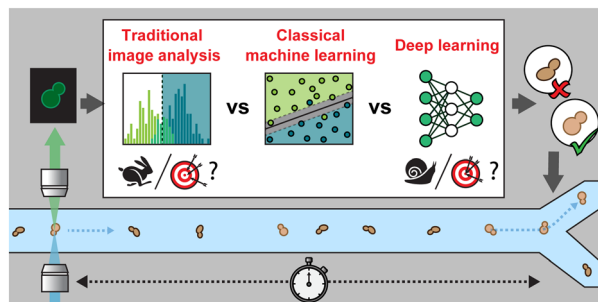 Traditional
image analysis
Classical
machine learning
Deep learning
vs
vs
/
?
/
?